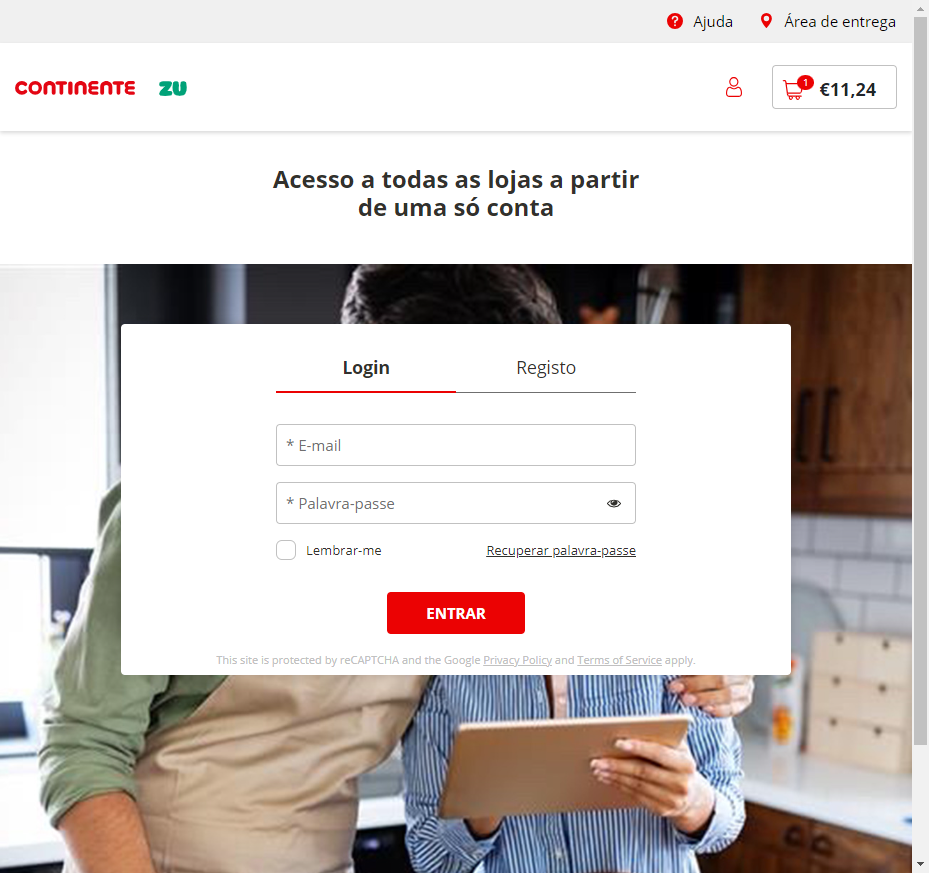 Ajuda Área de entrega
CONTINENTE ZU
1 €11,24
Acesso a todas as lojas a partir
de uma só conta
Login Registo
* E-mail
* Palavra-passe
Lembrar-me Recuperar palavra-passe
ENTRAR
This site is protected by reCAPTCHA and the Google Privacy Policy and Terms of Service apply.